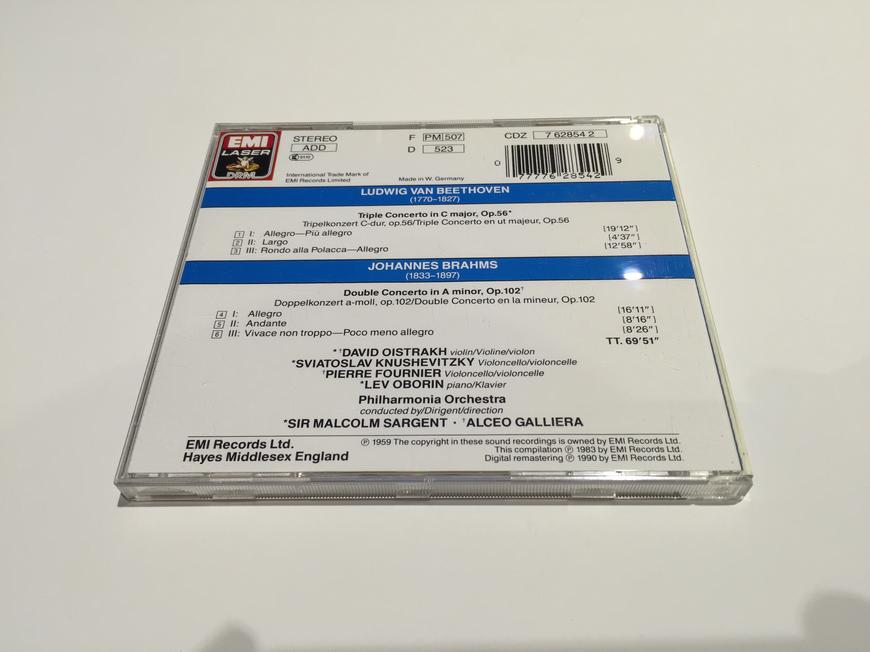 EMI
LASER
DRM
STEREO
ADD
International Trade Mark of
EMI Records Limited
F PM 507
D 523
Made in W. Germany
CDZ 7 62854 2
0 77776 28542 9
LUDWIG VAN BEETHOVEN
(1770–1827)
Triple Concerto in C major, Op.56*
Tripelkonzert C-dur, op.56/Triple Concerto en ut majeur, Op.56
1 I: Allegro—Più allegro [19'12"]
2 II: Largo [4'37"]
3 III: Rondo alla Polacca—Allegro [12'58"]
JOHANNES BRAHMS
(1833–1897)
Double Concerto in A minor, Op.102†
Doppelkonzert a-moll, op.102/Double Concerto en la mineur, Op.102
4 I: Allegro [16'11"]
5 II: Andante [8'16"]
6 III: Vivace non troppo—Poco meno allegro [8'26"]
TT. 69'51"
*†DAVID OISTRAKH violin/Violine/violon
*SVIATOSLAV KNUSHEVITZKY Violoncello/violoncelle
†PIERRE FOURNIER Violoncello/violoncelle
*LEV OBORIN piano/Klavier
Philharmonia Orchestra
conducted by/Dirigent/direction
*SIR MALCOLM SARGENT · †ALCEO GALLIERA
EMI Records Ltd.
Hayes Middlesex England
℗ 1959 The copyright in these sound recordings is owned by EMI Records Ltd.
This compilation ℗ 1983 by EMI Records Ltd.
Digital remastering ℗ 1990 by EMI Records Ltd.